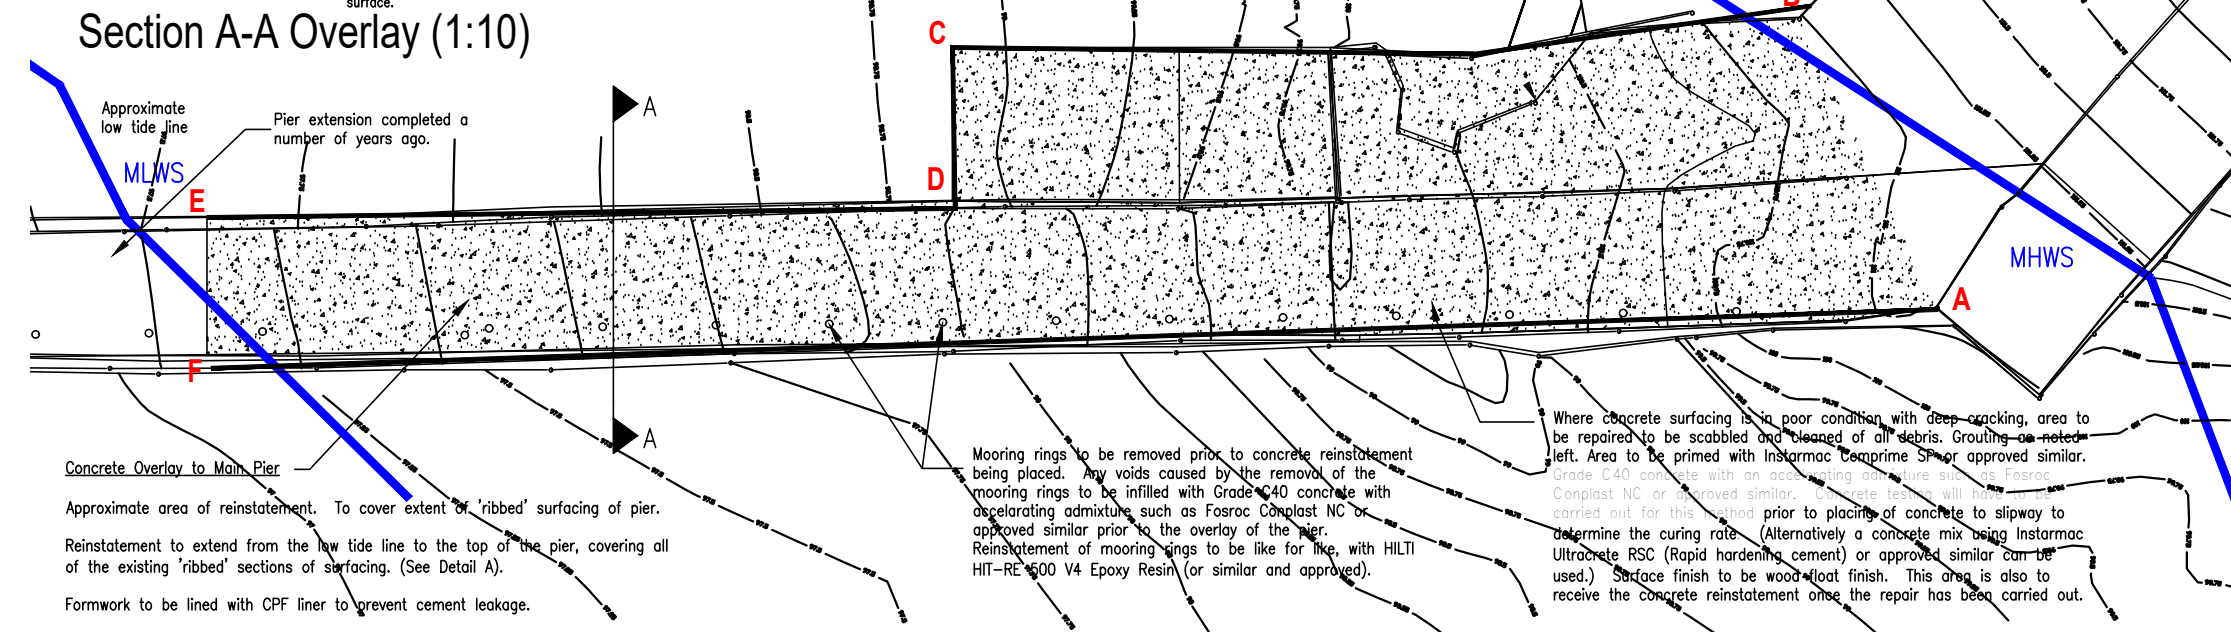 surface.
Section A-A Overlay (1:10)
Approximate
low tide line
Pier extension completed a
number of years ago.
MLWS
A
A
C
D
E
F
A
MHWS
Concrete Overlay to Main Pier
Approximate area of reinstatement. To cover extent of 'ribbed' surfacing of pier.
Reinstatement to extend from the low tide line to the top of the pier, covering all
of the existing 'ribbed' sections of surfacing. (See Detail A).
Formwork to be lined with CPF liner to prevent cement leakage.
Mooring rings to be removed prior to concrete reinstatement
being placed. Any voids caused by the removal of the
mooring rings to be infilled with Grade C40 concrete with
accelarating admixture such as Fosroc Conplast NC or
approved similar prior to the overlay of the pier.
Reinstatement of mooring rings to be like for like, with HILTI
HIT-RE 500 V4 Epoxy Resin (or similar and approved).
Where concrete surfacing is in poor condition with deep cracking, area to
be repaired to be scabbled and cleaned of all debris. Grouting as noted
left. Area to be primed with Instarmac Cemprime SP or approved similar.
Grade C40 concrete with an accelerating admixture such as Fosroc
Conplast NC or approved similar. Concrete testing will have to be
carried out for this method prior to placing of concrete to slipway to
determine the curing rate. (Alternatively a concrete mix using Instarmac
Ultracrete RSC (Rapid hardening cement) or approved similar can be
used.) Surface finish to be wood float finish. This area is also to
receive the concrete reinstatement once the repair has been carried out.